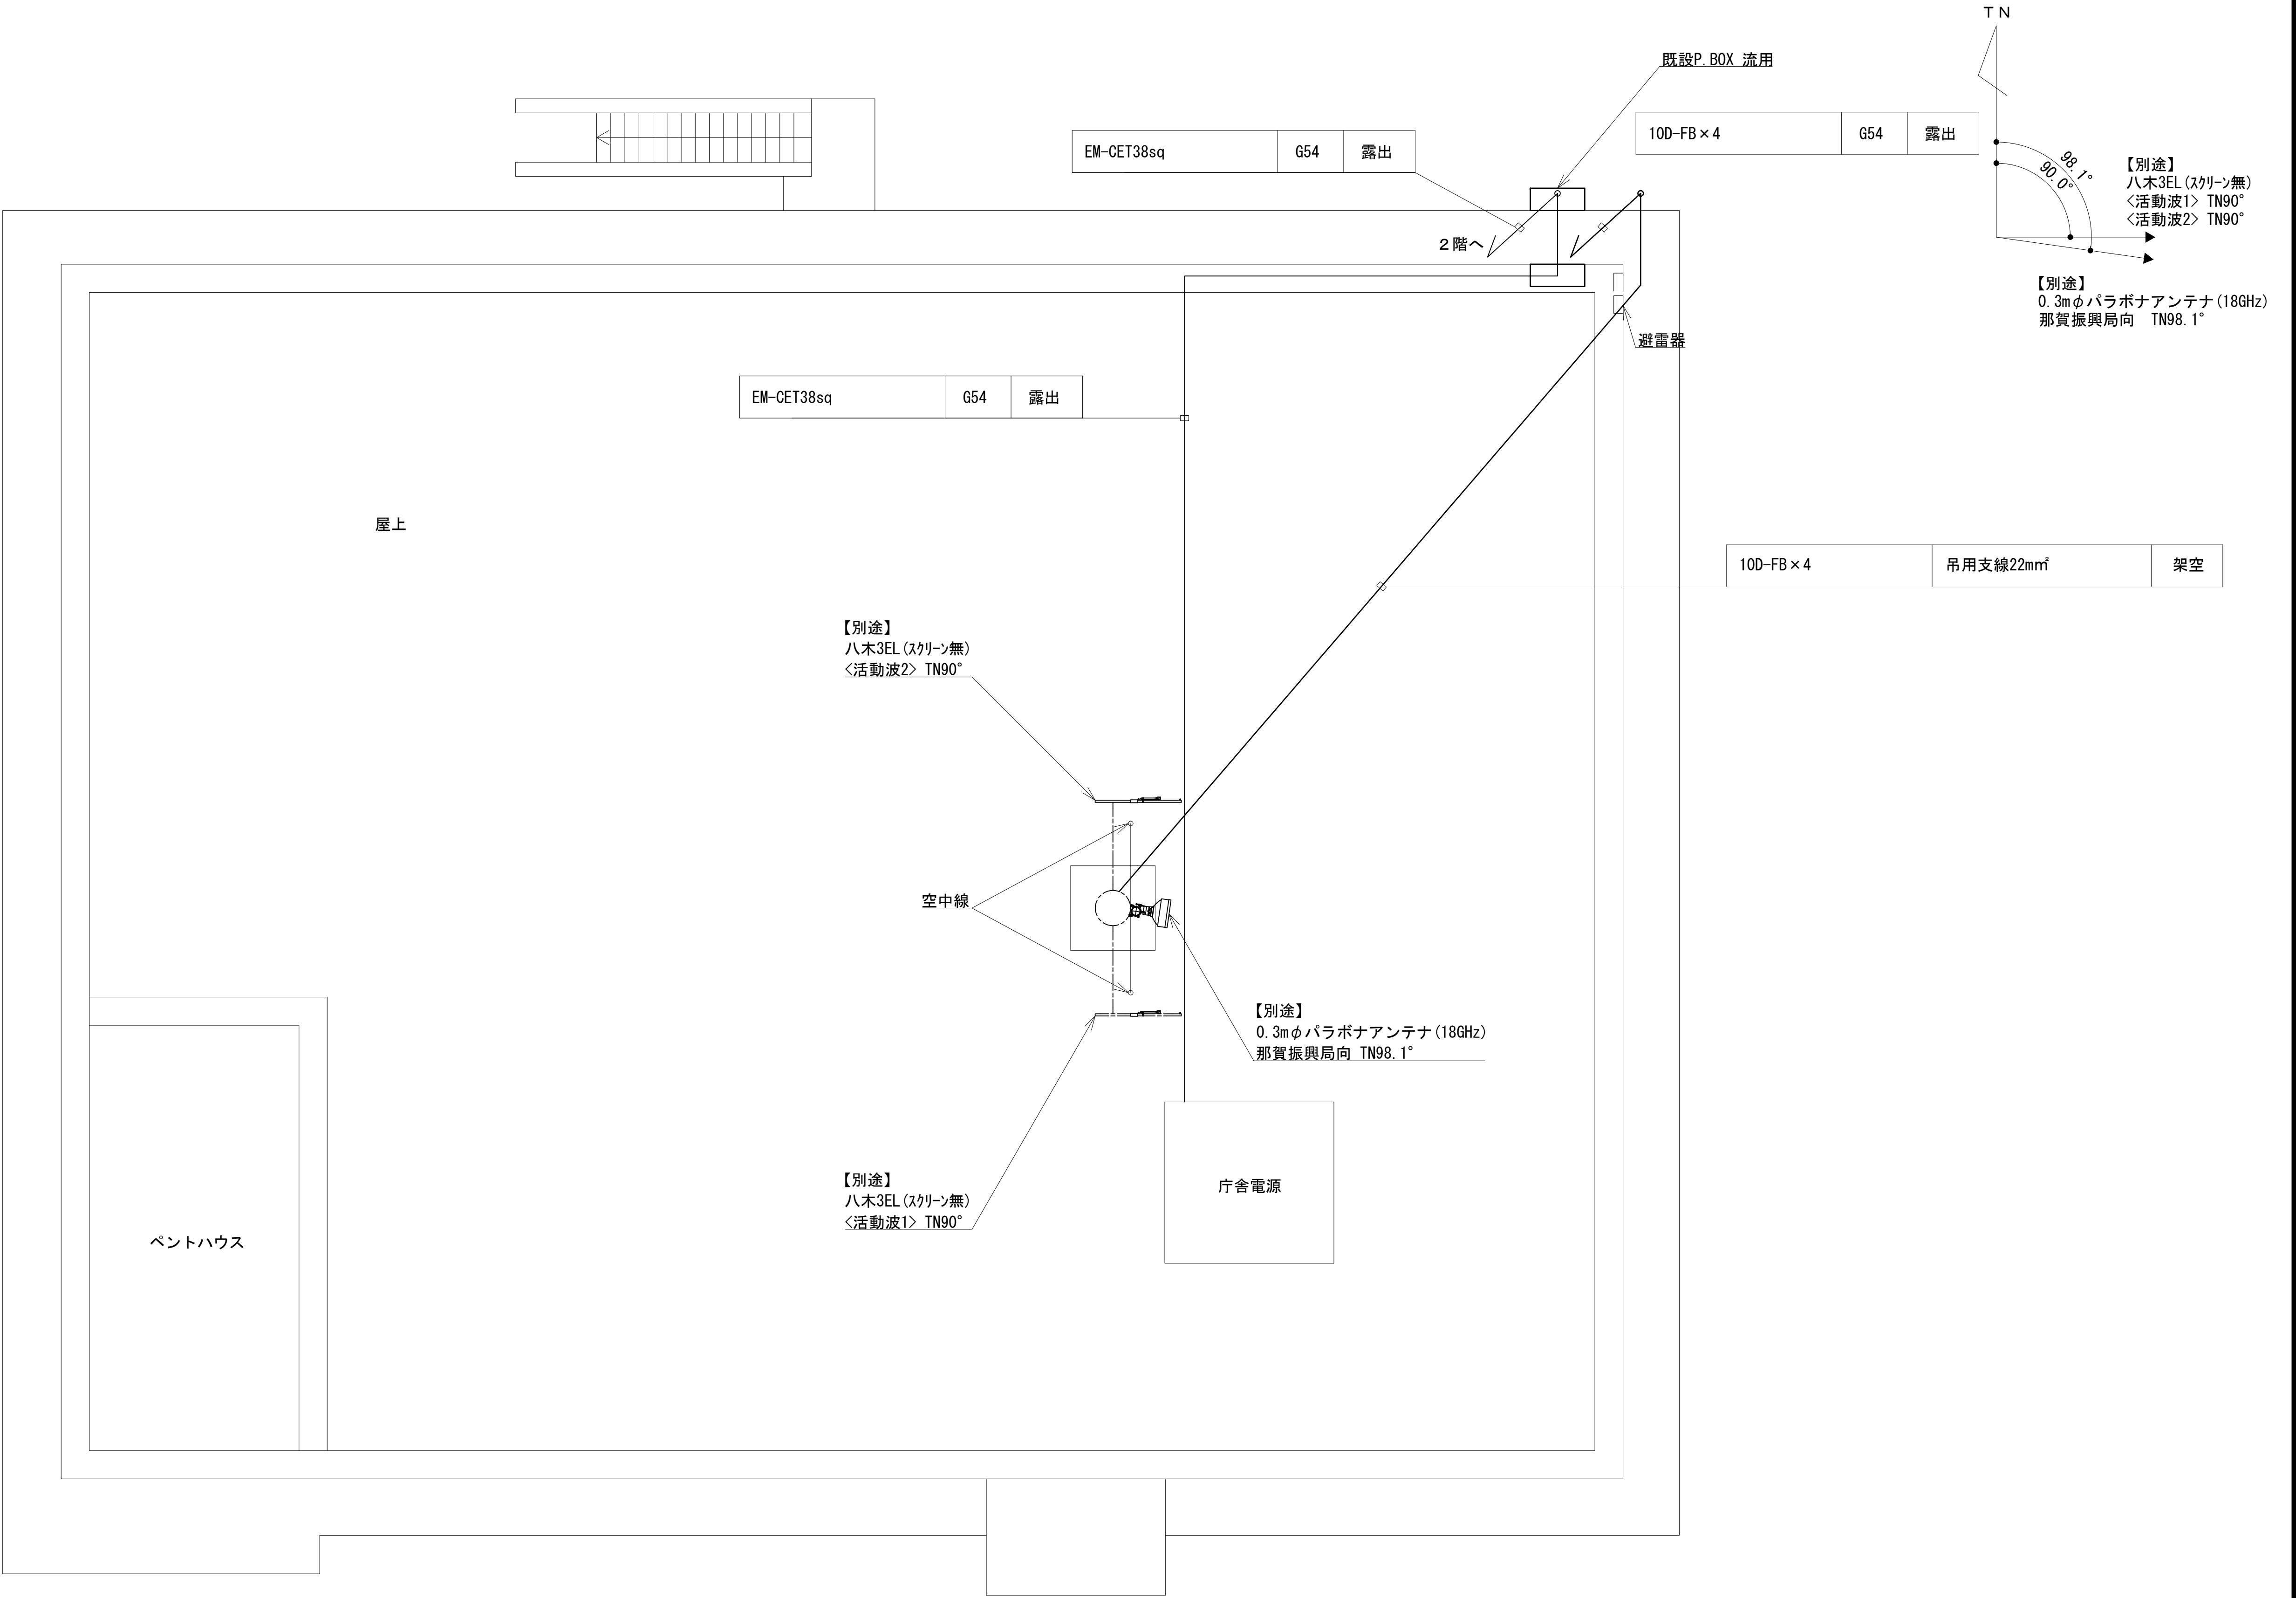 TN
既設P.BOX 流用
10D-FB×4 G54 露出
EM-CET38sq G54 露出
98.1°
90.0°
【別途】
八木3EL(ｽｸﾘｰﾝ無)
<活動波1> TN90°
<活動波2> TN90°
2階へ
【別途】
0.3mφパラボナアンテナ(18GHz)
那賀振興局向 TN98.1°
避雷器
EM-CET38sq G54 露出
屋上
10D-FB×4 吊用支線22m㎡ 架空
【別途】
八木3EL(ｽｸﾘｰﾝ無)
<活動波2> TN90°
空中線
【別途】
0.3mφパラボナアンテナ(18GHz)
那賀振興局向 TN98.1°
【別途】
八木3EL(ｽｸﾘｰﾝ無)
<活動波1> TN90°
庁舎電源
ペントハウス